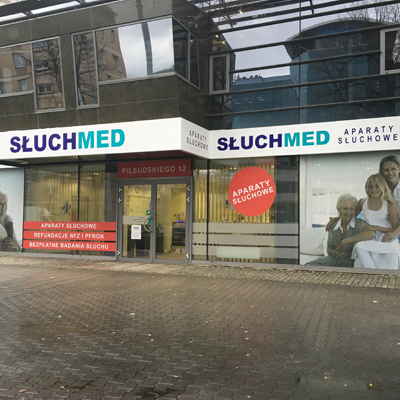 SŁUCHMED
APARATY
SŁUCHOWE
SŁUCHMED
APARATY
SŁUCHOWE
PIŁSUDSKIEGO 12
APARATY
SŁUCHOWE
APARATY SŁUCHOWE
REFUNDACJE NFZ I PFRON
BEZPŁATNE BADANIA SŁUCHU